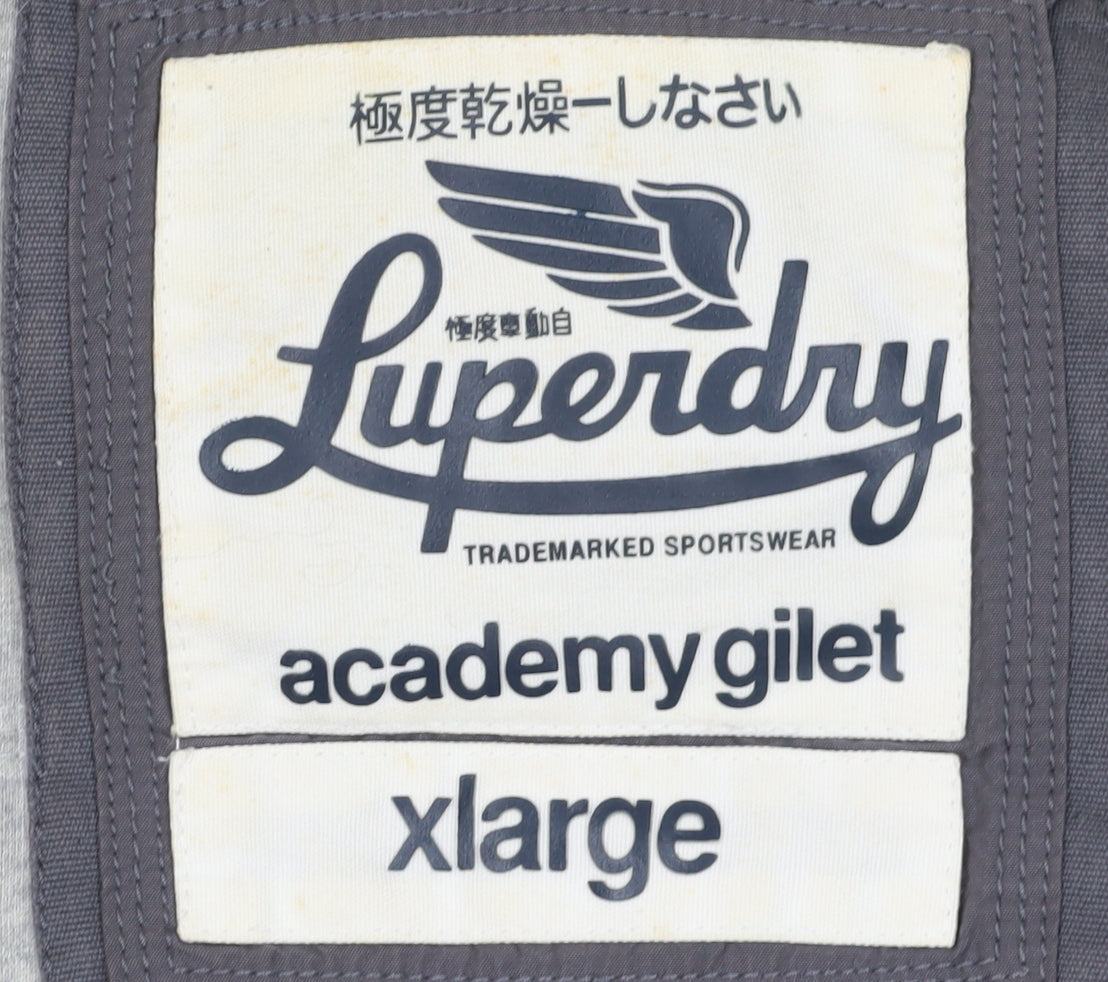 極度乾燥ーしなさい
極度車動自
Superdry
TRADEMARKED SPORTSWEAR
academy gilet
xlarge